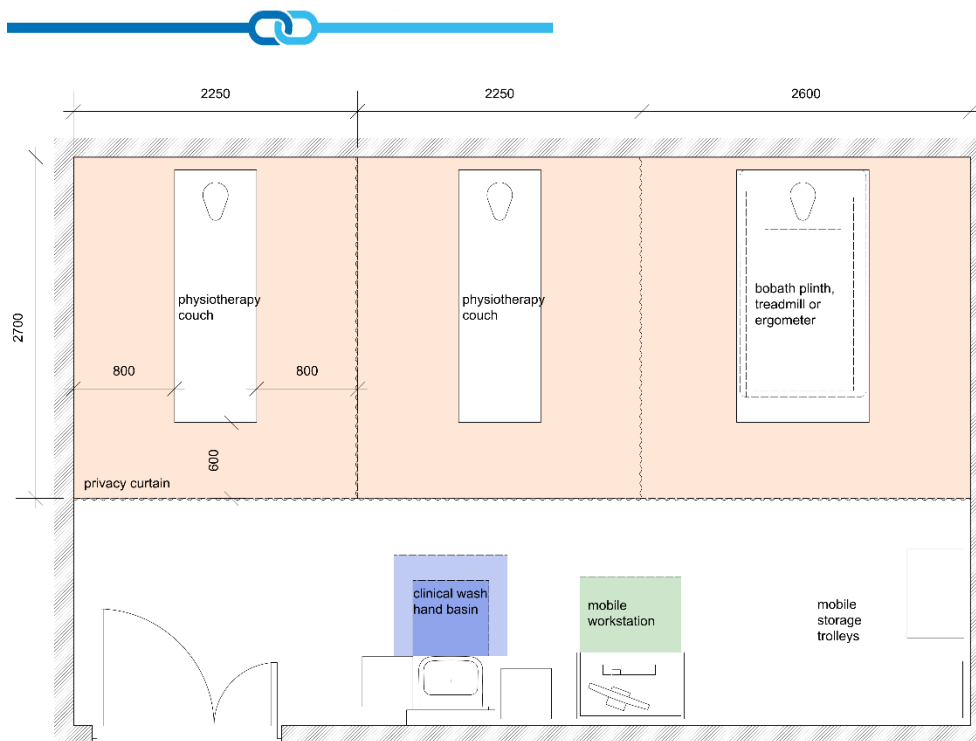 2250
2250
2600
2700
physiotherapy
couch
physiotherapy
couch
bobath plinth,
treadmill or
ergometer
800
800
600
privacy curtain
clinical wash
hand basin
mobile
workstation
mobile
storage
trolleys